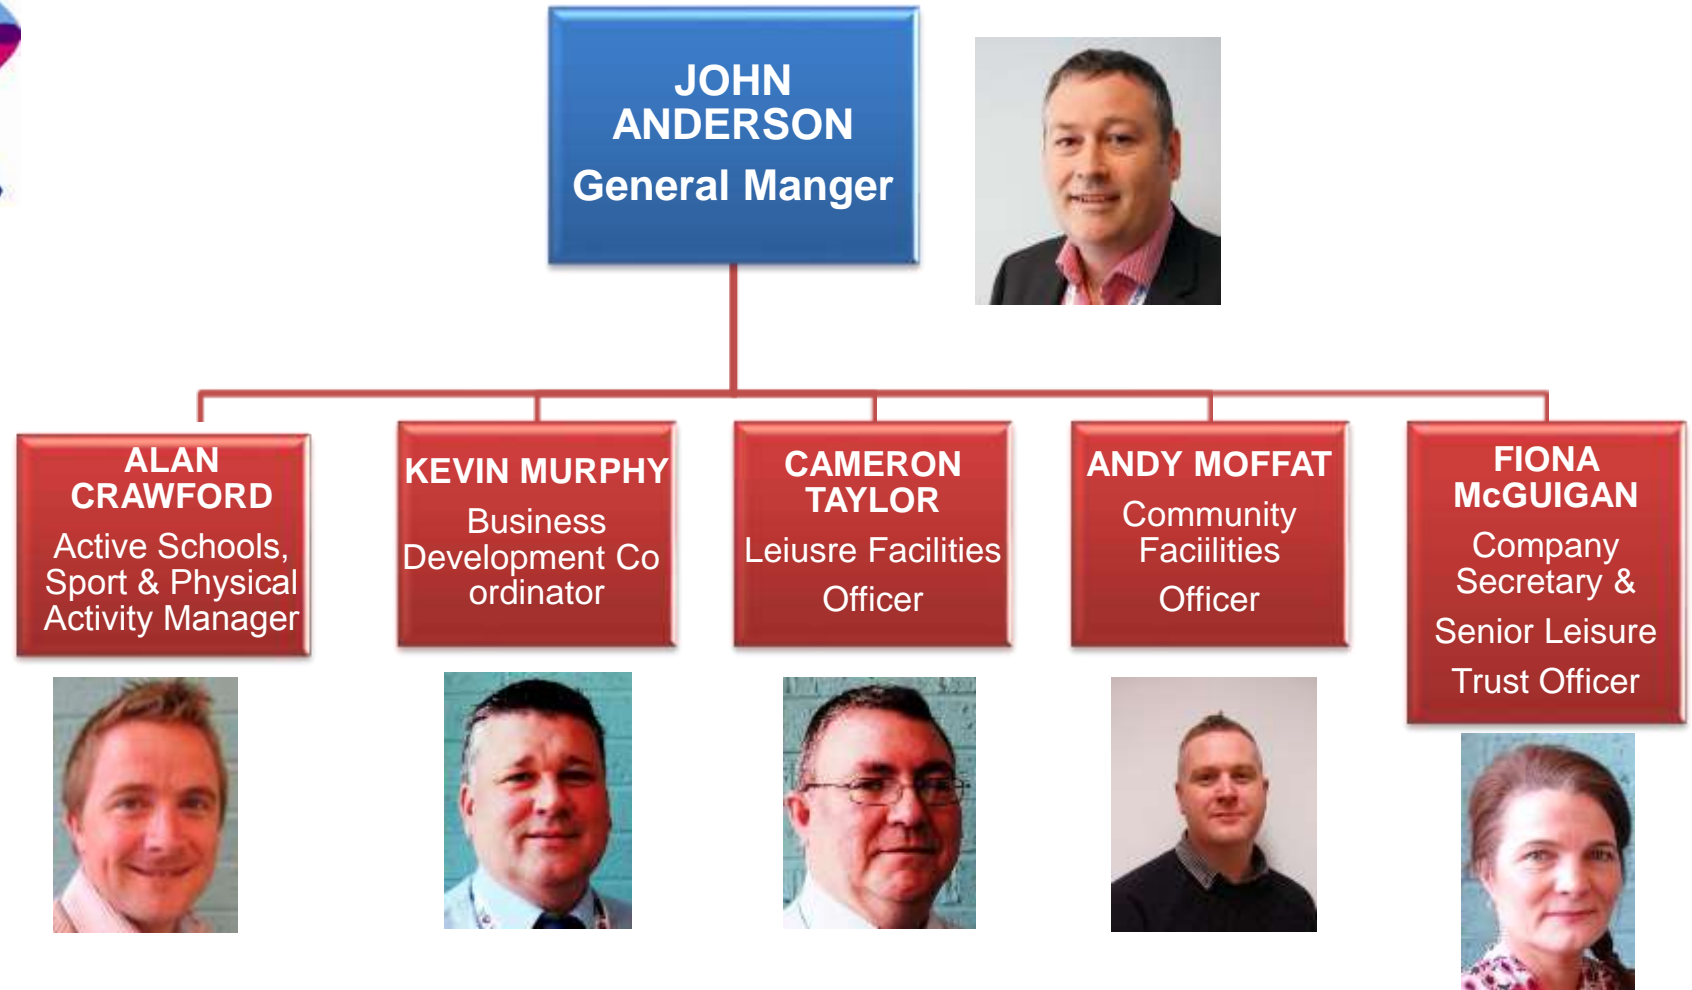 JOHN
ANDERSON
General Manger
ALAN
CRAWFORD
Active Schools,
Sport & Physical
Activity Manager
KEVIN MURPHY
Business
Development Co
ordinator
CAMERON
TAYLOR
Leiusre Facilities
Officer
ANDY MOFFAT
Community
Faciilities
Officer
FIONA
McGUIGAN
Company
Secretary &
Senior Leisure
Trust Officer